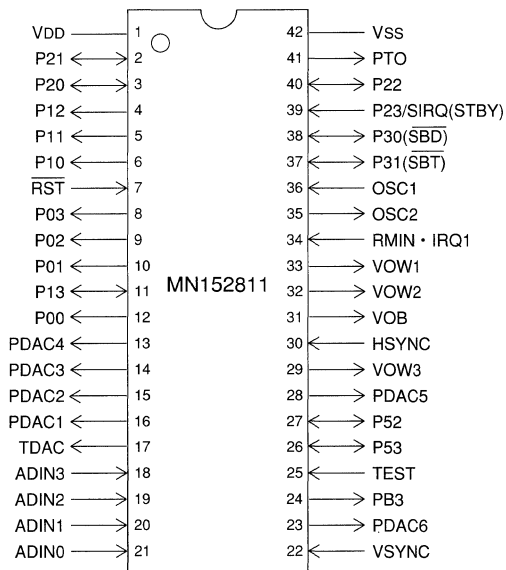 VDD 1 42 VSS
P21 2 41 PTO
P20 3 40 P22
P12 4 39 P23/SIRQ(STBY)
P11 5 38 P30(S̅B̅D̅)
P10 6 37 P31(S̅B̅T̅)
R̅S̅T̅ 7 36 OSC1
P03 8 35 OSC2
P02 9 34 RMIN・IRQ1
P01 10 33 VOW1
P13 11 MN152811 32 VOW2
P00 12 31 VOB
PDAC4 13 30 HSYNC
PDAC3 14 29 VOW3
PDAC2 15 28 PDAC5
PDAC1 16 27 P52
TDAC 17 26 P53
ADIN3 18 25 TEST
ADIN2 19 24 PB3
ADIN1 20 23 PDAC6
ADIN0 21 22 VSYNC